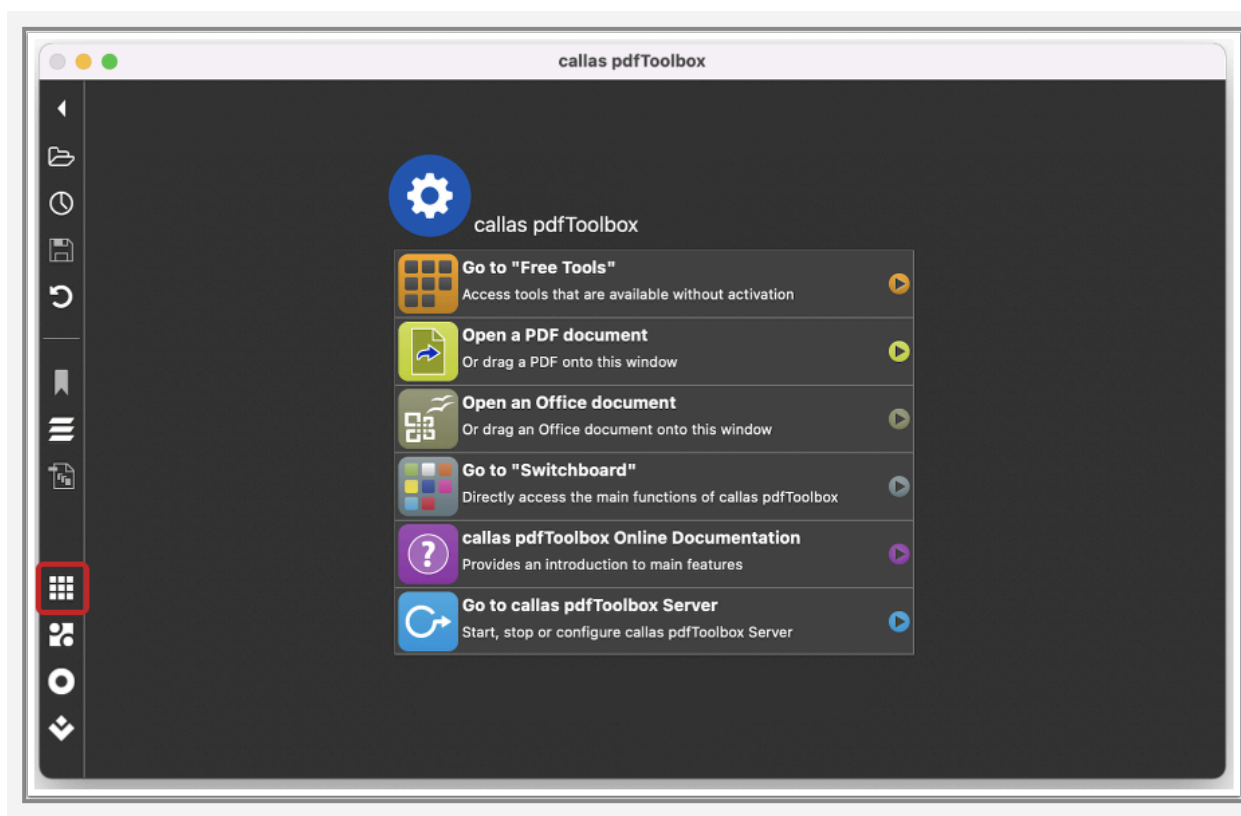 callas pdfToolbox
callas pdfToolbox
Go to "Free Tools"
Access tools that are available without activation
Open a PDF document
Or drag a PDF onto this window
Open an Office document
Or drag an Office document onto this window
Go to "Switchboard"
Directly access the main functions of callas pdfToolbox
?
callas pdfToolbox Online Documentation
Provides an introduction to main features
Go to callas pdfToolbox Server
Start, stop or configure callas pdfToolbox Server